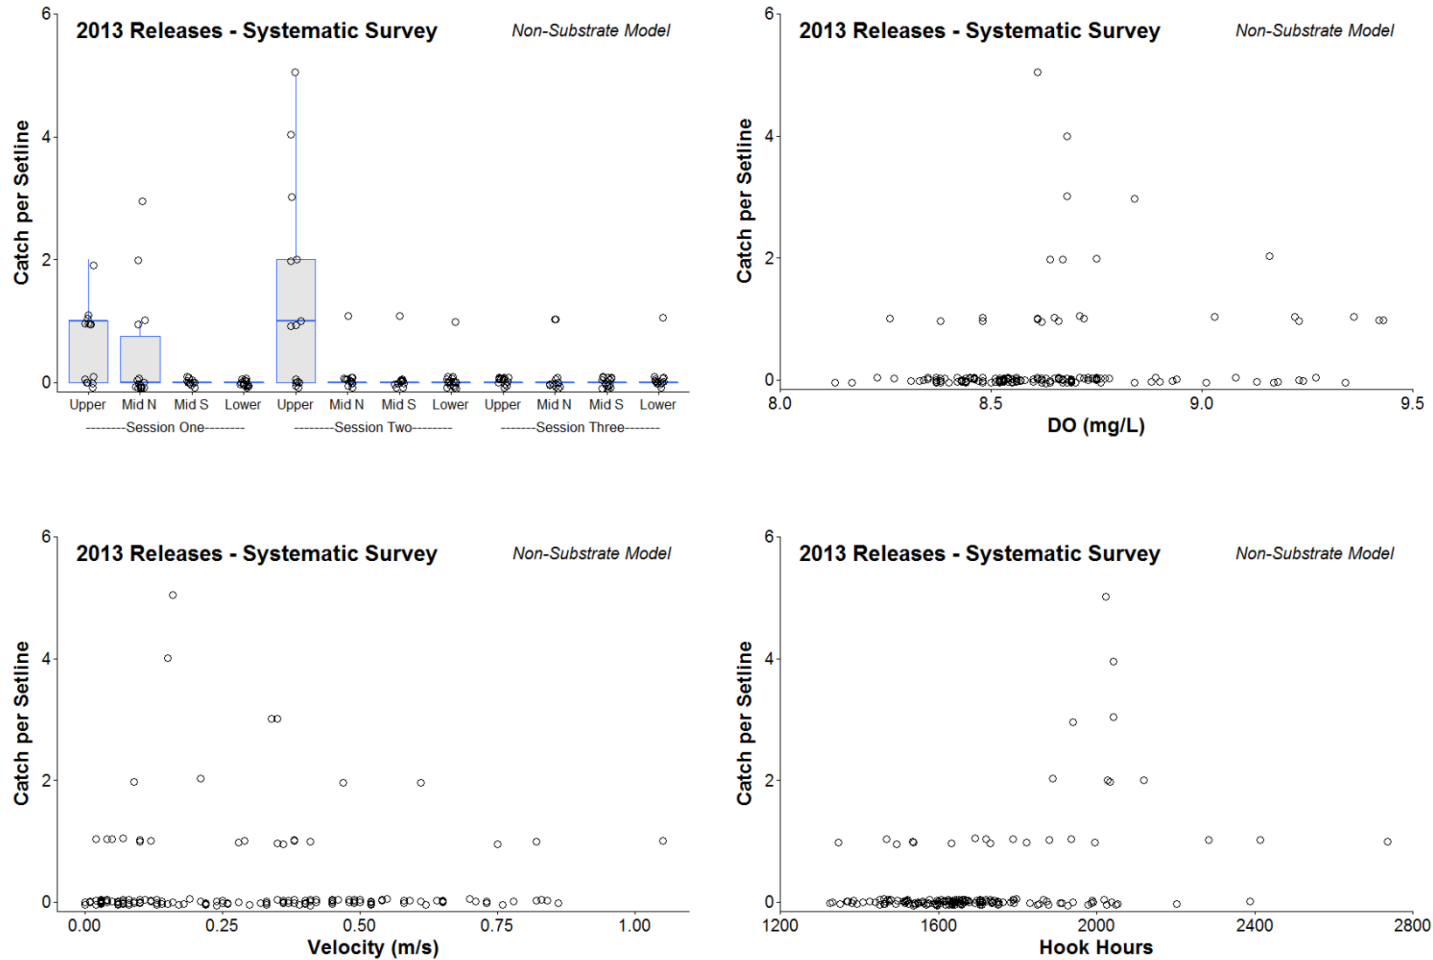 2013 Releases - Systematic Survey
Non-Substrate Model
Catch per Setline
6
4
2
0
Upper Mid N Mid S Lower Upper Mid N Mid S Lower Upper Mid N Mid S Lower
--------Session One-------- --------Session Two-------- -------Session Three-------
2013 Releases - Systematic Survey
Non-Substrate Model
Catch per Setline
6
4
2
0
8.0 8.5 9.0 9.5
DO (mg/L)
2013 Releases - Systematic Survey
Non-Substrate Model
Catch per Setline
6
4
2
0
0.00 0.25 0.50 0.75 1.00
Velocity (m/s)
2013 Releases - Systematic Survey
Non-Substrate Model
Catch per Setline
6
4
2
0
1200 1600 2000 2400 2800
Hook Hours